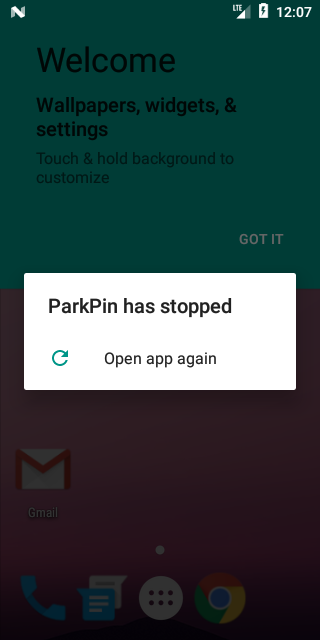 LTE 12:07
Welcome
Wallpapers, widgets, &
settings
Touch & hold background to
customize
GOT IT
ParkPin has stopped
Open app again
Gmail